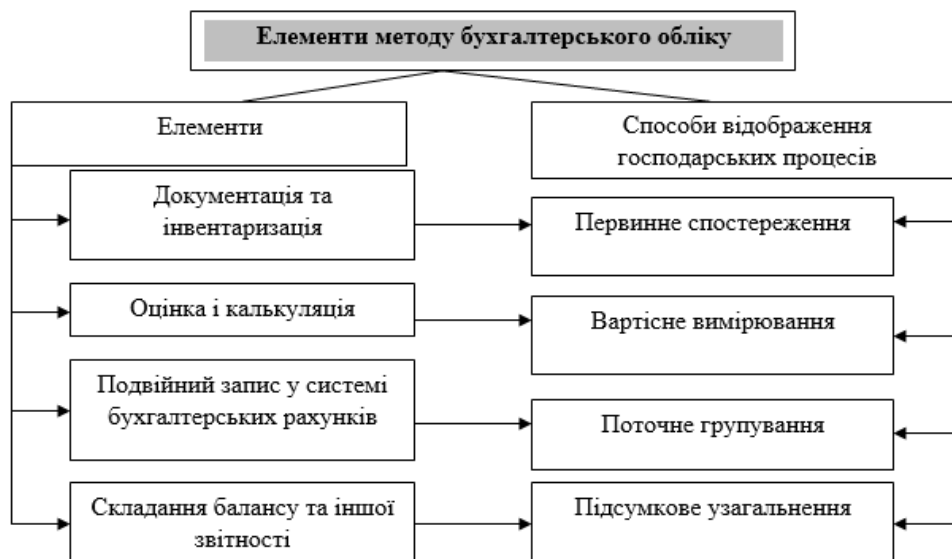 Елементи методу бухгалтерського обліку
Елементи
Способи відображення
господарських процесів
Документація та
інвентаризація
Первинне спостереження
Оцінка і калькуляція
Вартісне вимірювання
Подвійний запис у системі
бухгалтерських рахунків
Поточне групування
Складання балансу та іншої
звітності
Підсумкове узагальнення